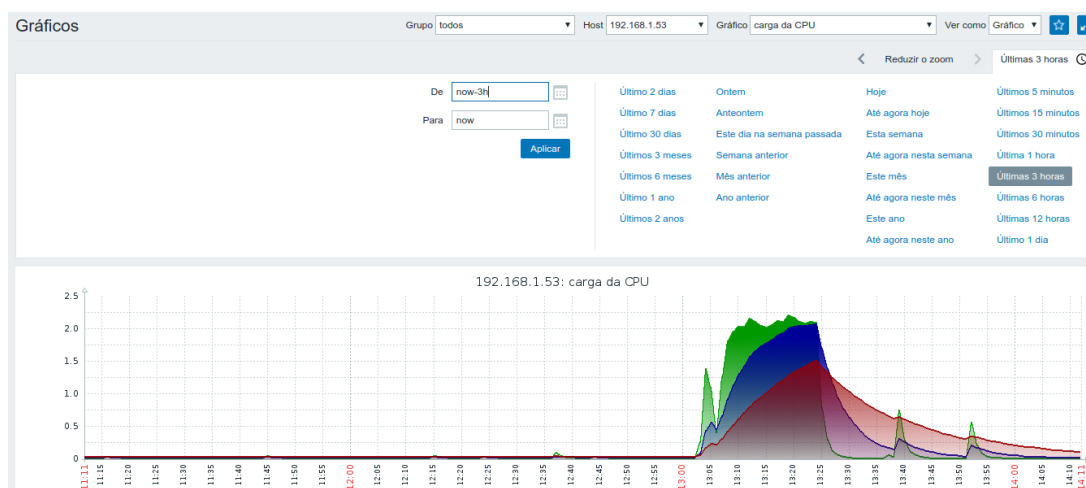 Gráficos Grupo todos Host 192.168.1.53 Gráfico carga da CPU Ver como Gráfico
Reduzir o zoom Últimas 3 horas
De now-3h
Para now
Aplicar
Último 2 dias Ontem Hoje Últimos 5 minutos
Último 7 dias Anteontem Até agora hoje Últimos 15 minutos
Último 30 dias Este dia na semana passada Esta semana Últimos 30 minutos
Últimos 3 meses Semana anterior Até agora nesta semana Última 1 hora
Últimos 6 meses Mês anterior Este mês Últimas 3 horas
Último 1 ano Ano anterior Até agora neste mês Últimas 6 horas
Últimos 2 anos Este ano Últimas 12 horas
Até agora neste ano Último 1 dia
192.168.1.53: carga da CPU
2.5
2.0
1.5
1.0
0.5
0
11:11 11:15 11:20 11:25 11:30 11:35 11:40 11:45 11:50 11:55 12:00 12:05 12:10 12:15 12:20 12:25 12:30 12:35 12:40 12:45 12:50 12:55 13:00 13:05 13:10 13:15 13:20 13:25 13:30 13:35 13:40 13:45 13:50 13:55 14:00 14:05 14:10 14:11